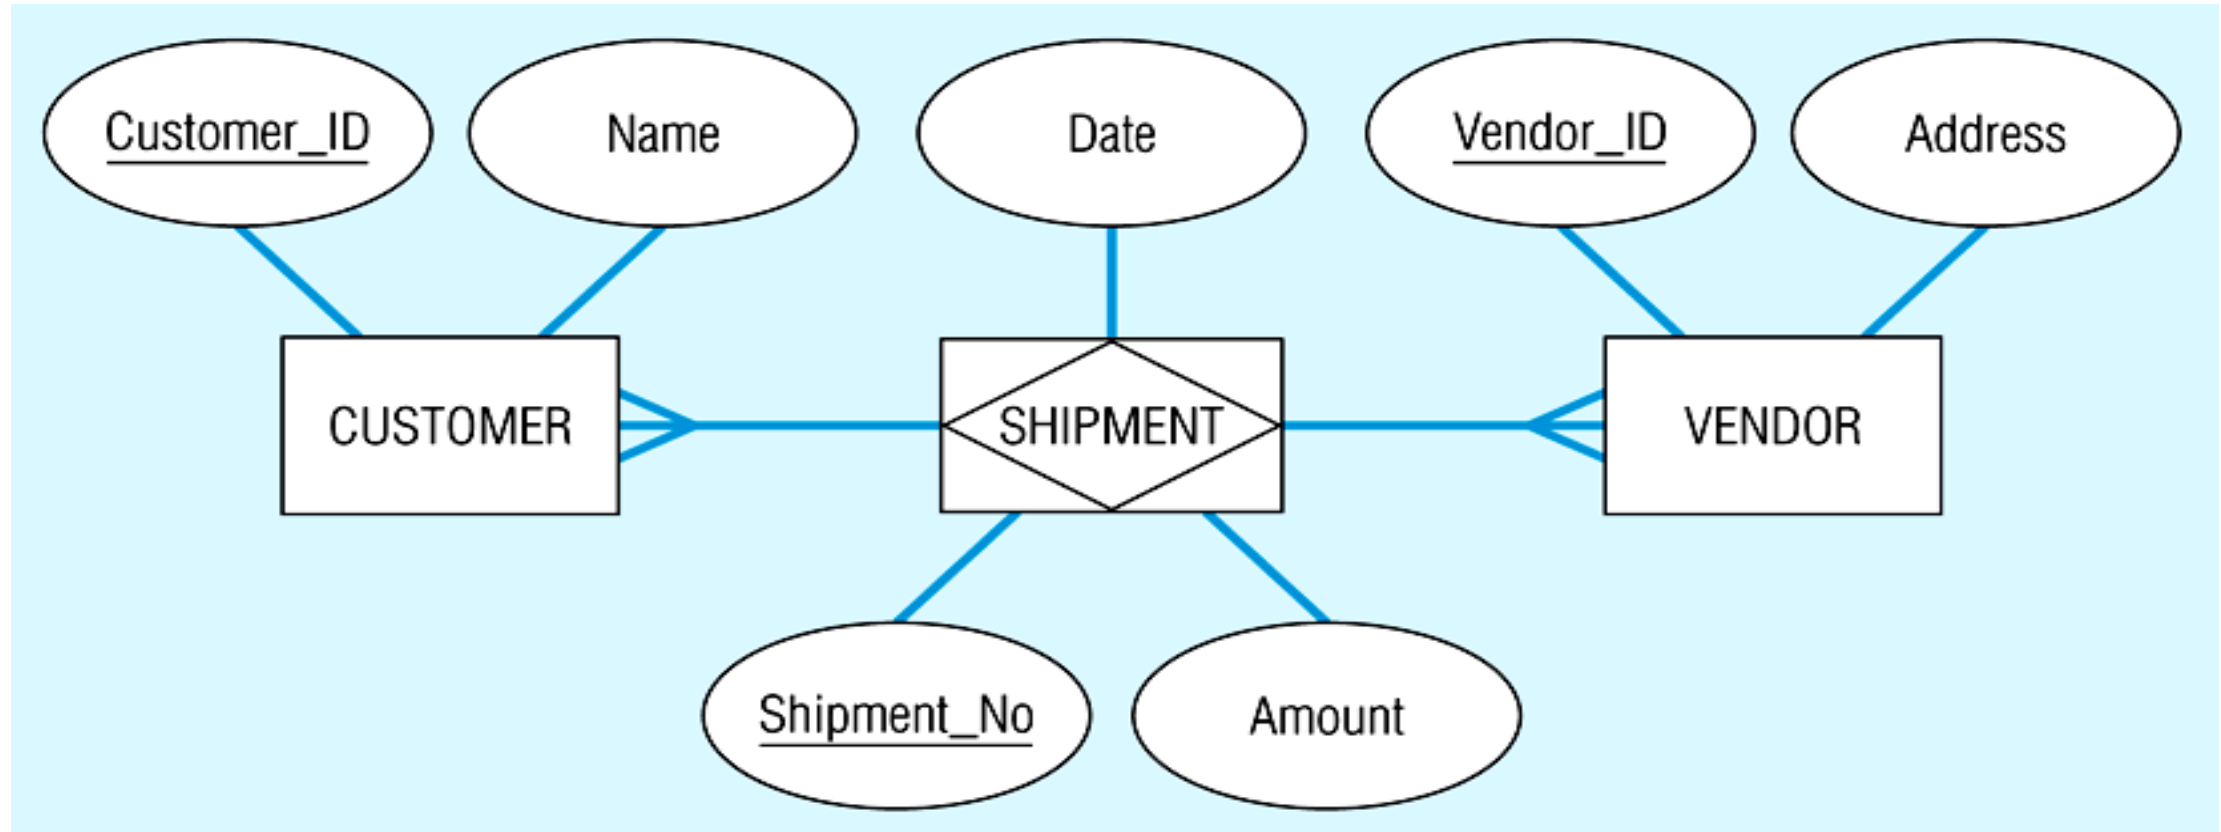 Customer_ID
Name
Date
Vendor_ID
Address
CUSTOMER
SHIPMENT
VENDOR
Shipment_No
Amount